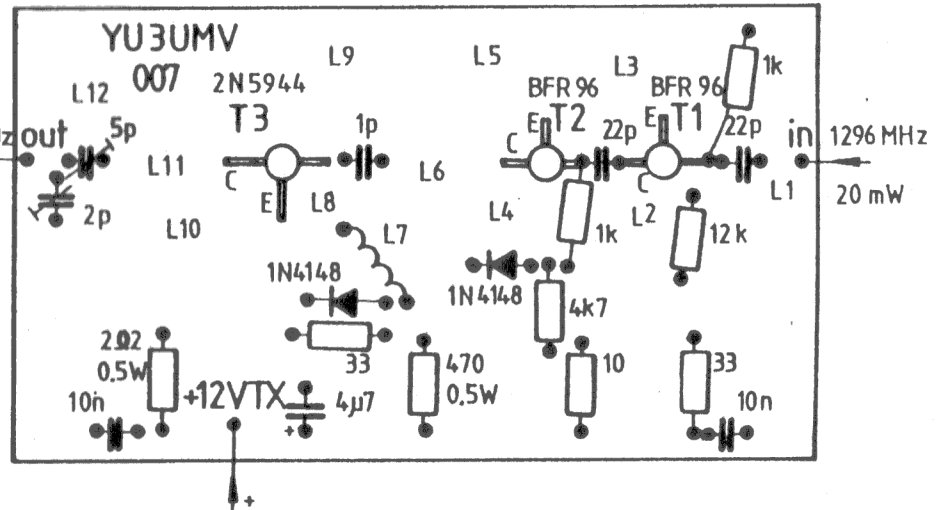 YU3UMV
007
L9
L5
L3
1k
2N5944
BFR 96
BFR 96
L12
T3
E
T2
E
T1
5p
1p
22p
22p
out
in
1296 MHz
C
C
C
L11
L6
L1
20 mW
E
L8
L4
L2
2p
L10
L7
1k
12k
1N4148
1N4148
4k7
2Ω2
0.5W
33
470
0.5W
10
33
10n
+12VTX
4µ7
10n
+
+